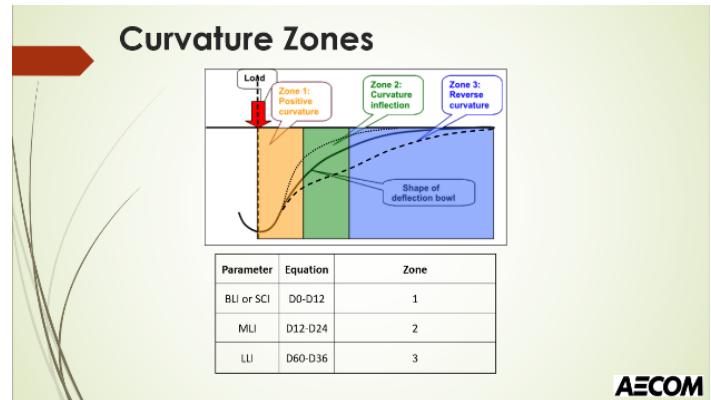 Curvature Zones
Load
Zone 1:
Positive
curvature
Zone 2:
Curvature
inflection
Zone 3:
Reverse
curvature
Shape of
deflection bowl
Parameter Equation Zone
BLI or SCI D0-D12 1
MLI D12-D24 2
LLI D60-D36 3
AECOM